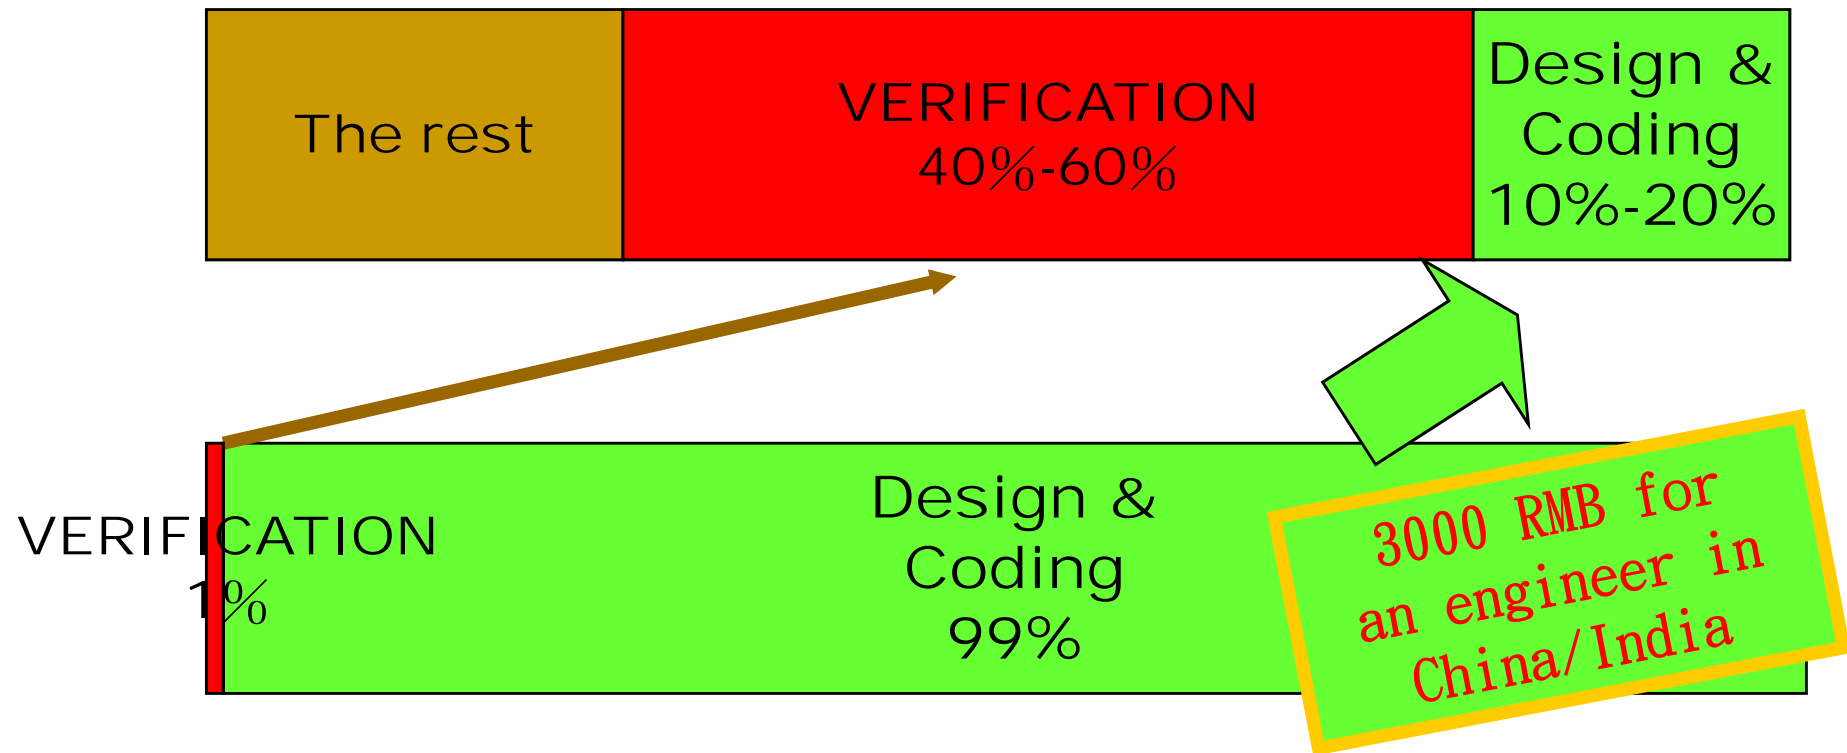 The rest
VERIFICATION
40%-60%
Design &
Coding
10%-20%
VERIFICATION
1%
Design &
Coding
99%
3000 RMB for
an engineer in
China/India